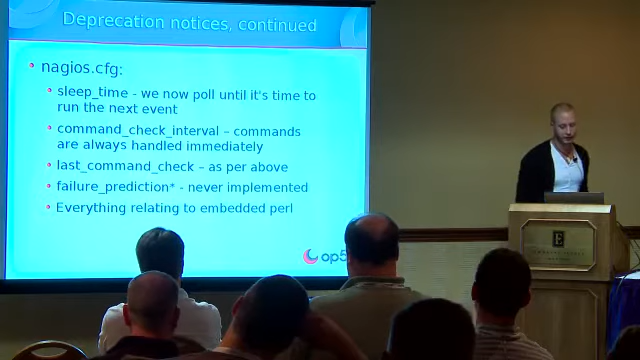 Deprecation notices, continued
nagios.cfg:
sleep_time - we now poll until it's time to
run the next event
command_check_interval – commands
are always handled immediately
last_command_check – as per above
failure_prediction* - never implemented
Everything relating to embedded perl
op5
E